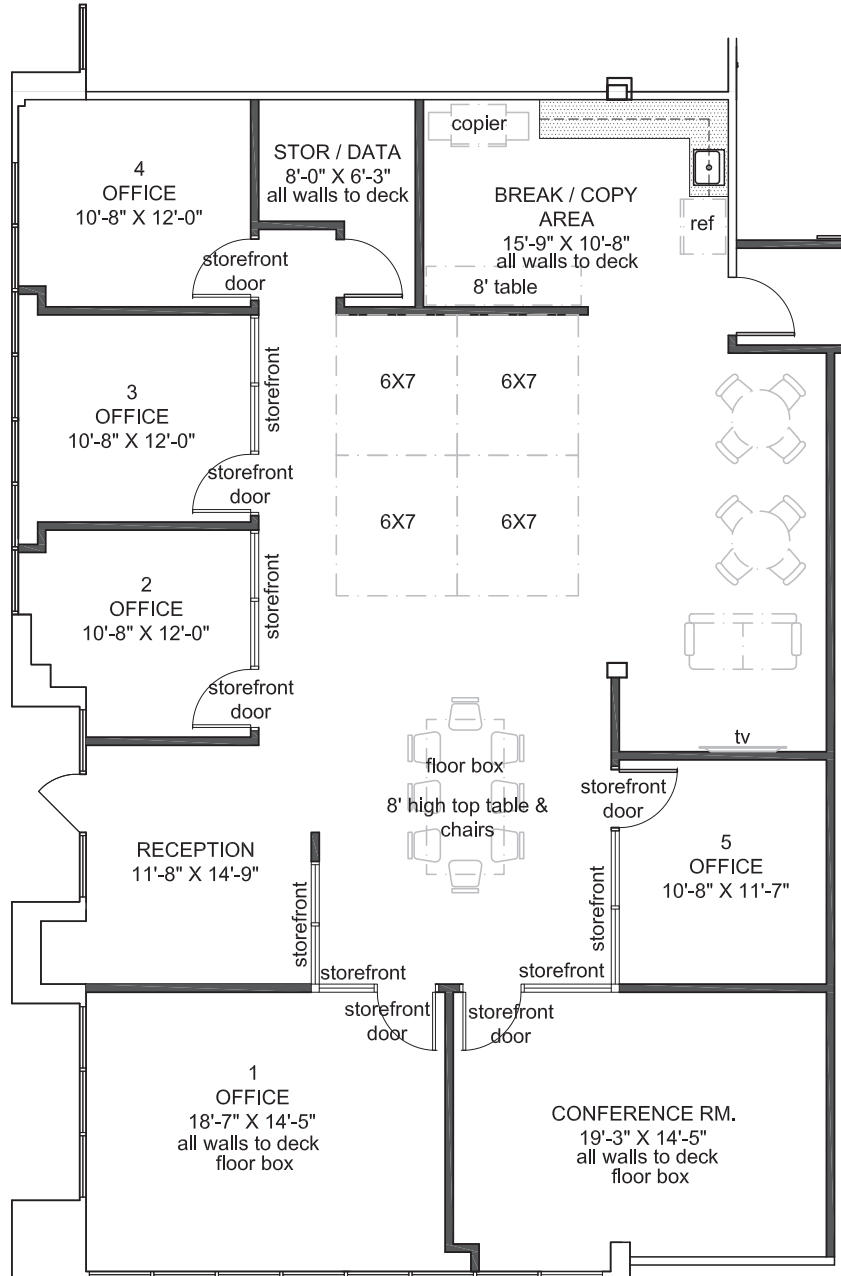 copier
4
OFFICE
10'-8" X 12'-0"
STOR / DATA
8'-0" X 6'-3"
all walls to deck
BREAK / COPY
AREA
15'-9" X 10'-8"
all walls to deck
ref
8' table
storefront
door
3
OFFICE
10'-8" X 12'-0"
storefront
storefront
door
6X7
6X7
6X7
6X7
2
OFFICE
10'-8" X 12'-0"
storefront
storefront
door
tv
floor box
8' high top table &
chairs
storefront
door
RECEPTION
11'-8" X 14'-9"
5
OFFICE
10'-8" X 11'-7"
storefront
storefront
storefront
storefront
storefront
door
storefront
door
1
OFFICE
18'-7" X 14'-5"
all walls to deck
floor box
CONFERENCE RM.
19'-3" X 14'-5"
all walls to deck
floor box